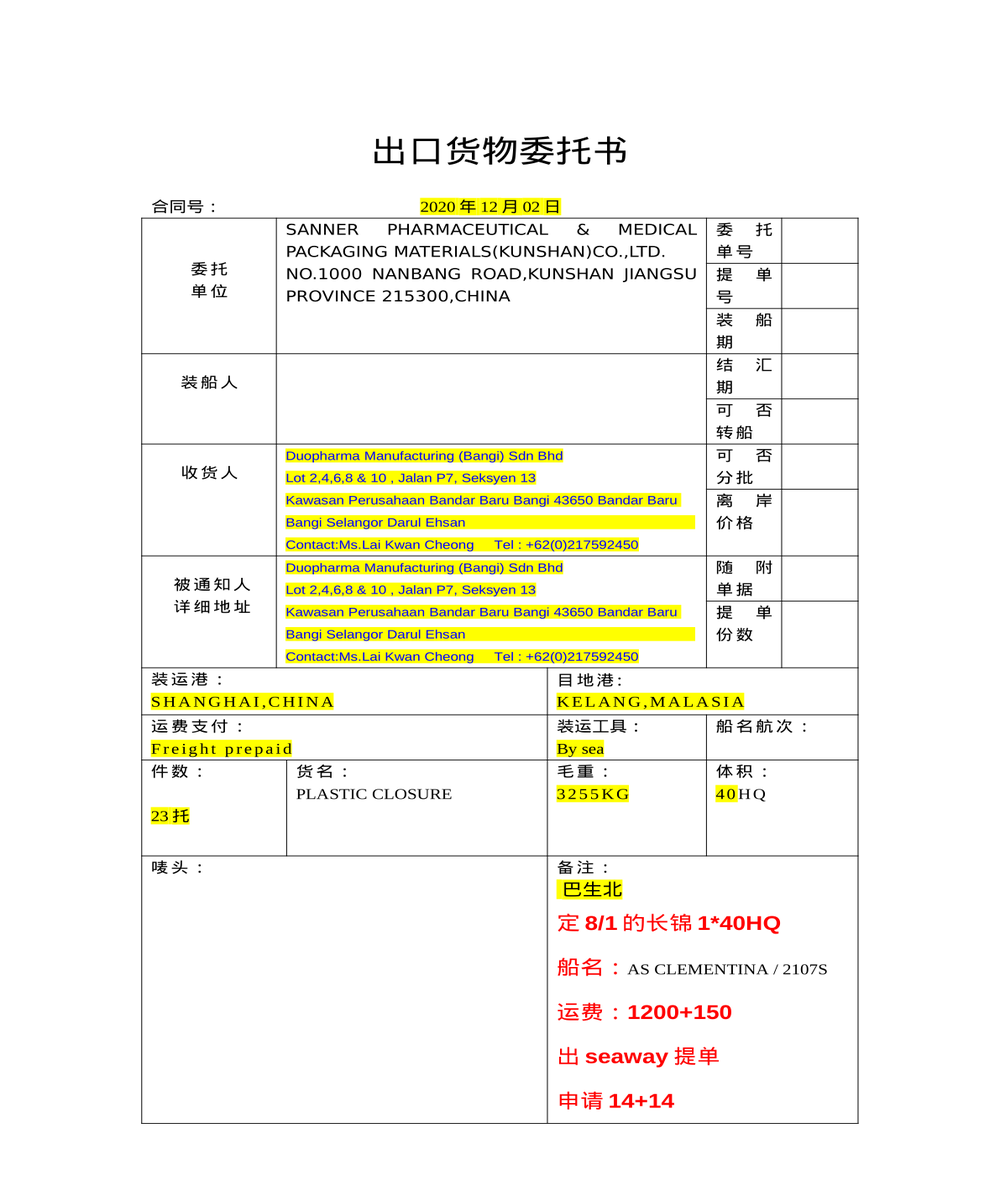 出口货物委托书
合同号： 2020 年 12 月 02 日
委托
单位
SANNER PHARMACEUTICAL & MEDICAL
PACKAGING MATERIALS(KUNSHAN)CO.,LTD.
NO.1000 NANBANG ROAD,KUNSHAN JIANGSU
PROVINCE 215300,CHINA
委 托
单号
提 单
号
装 船
期
装船人
结 汇
期
可 否
转船
收货人
Duopharma Manufacturing (Bangi) Sdn Bhd
Lot 2,4,6,8 & 10 , Jalan P7, Seksyen 13
Kawasan Perusahaan Bandar Baru Bangi 43650 Bandar Baru
Bangi Selangor Darul Ehsan
Contact:Ms.Lai Kwan Cheong Tel : +62(0)217592450
可 否
分批
离 岸
价格
被通知人
详细地址
Duopharma Manufacturing (Bangi) Sdn Bhd
Lot 2,4,6,8 & 10 , Jalan P7, Seksyen 13
Kawasan Perusahaan Bandar Baru Bangi 43650 Bandar Baru
Bangi Selangor Darul Ehsan
Contact:Ms.Lai Kwan Cheong Tel : +62(0)217592450
随 附
单据
提 单
份数
装运港：
SHANGHAI,CHINA
目地港:
KELANG,MALASIA
运费支付：
Freight prepaid
装运工具：
By sea
船名航次：
件数：
23 托
货名：
PLASTIC CLOSURE
毛重：
3255KG
体积：
40HQ
唛头：
备注：
巴生北
定 8/1 的长锦 1*40HQ
船名：AS CLEMENTINA / 2107S
运费：1200+150
出 seaway 提单
申请 14+14